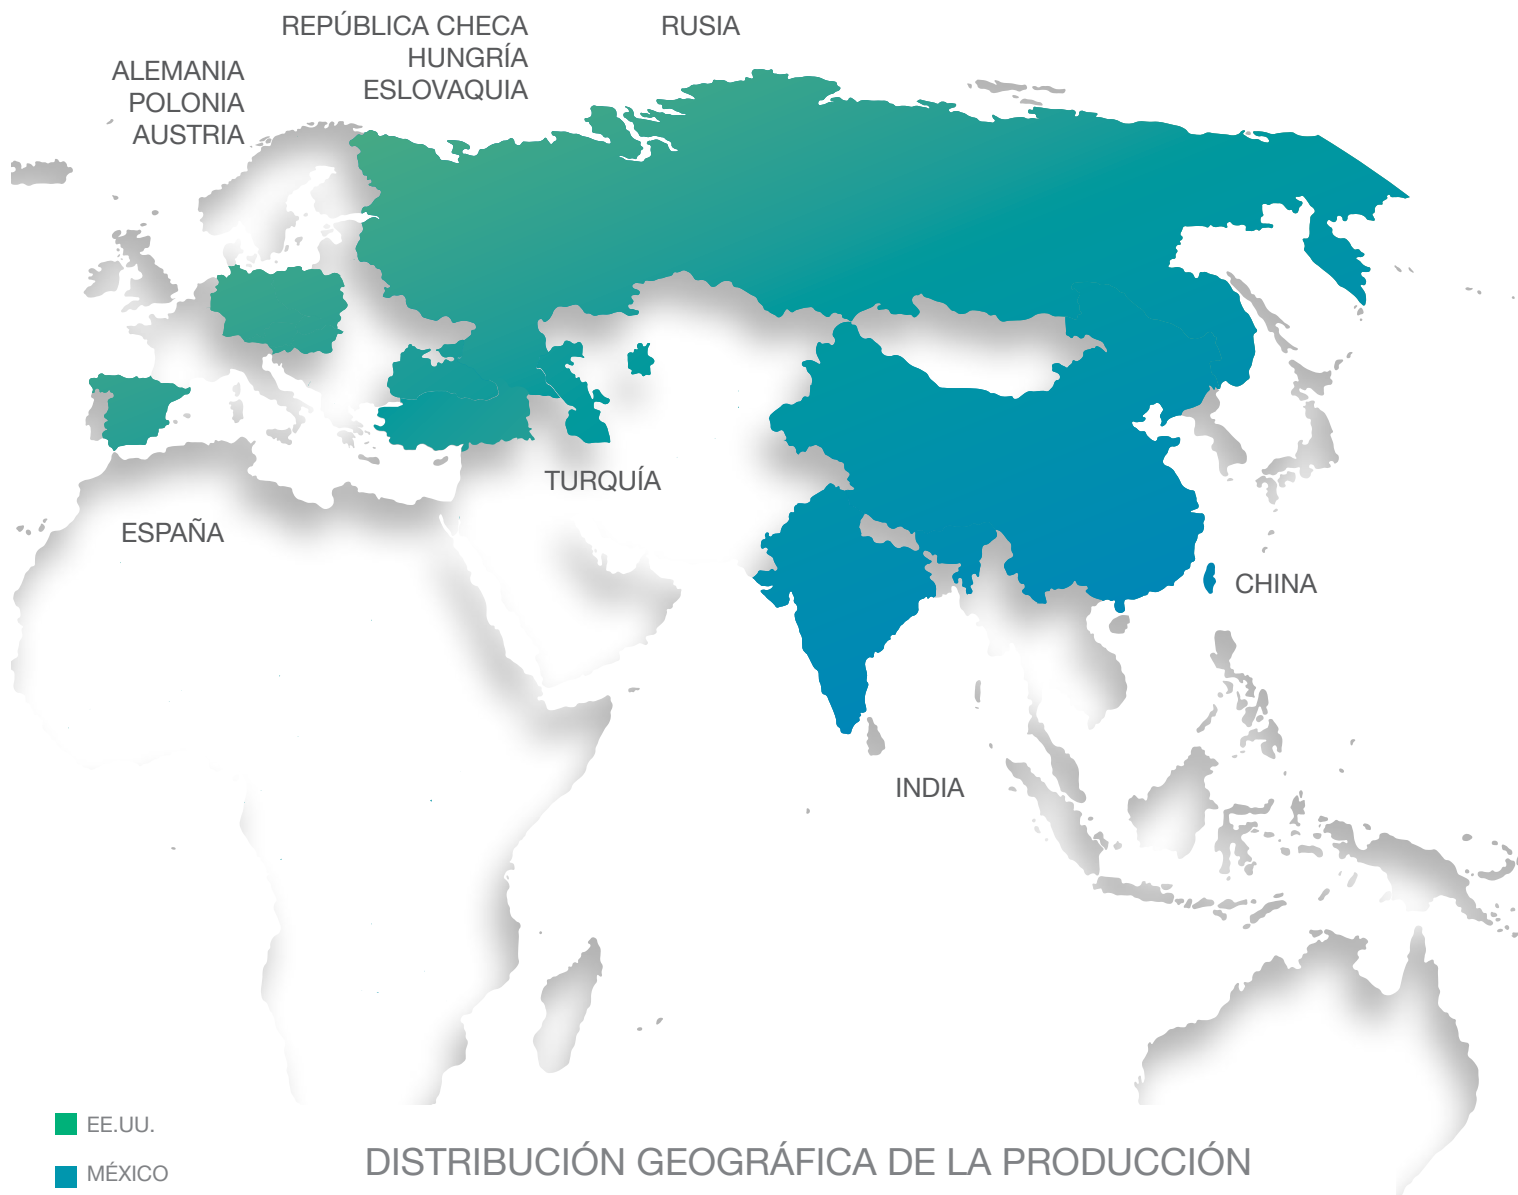 REPÚBLICA CHECA
HUNGRÍA
ESLOVAQUIA
RUSIA
ALEMANIA
POLONIA
AUSTRIA
TURQUÍA
ESPAÑA
CHINA
INDIA
EE.UU.
MÉXICO
DISTRIBUCIÓN GEOGRÁFICA DE LA PRODUCCIÓN